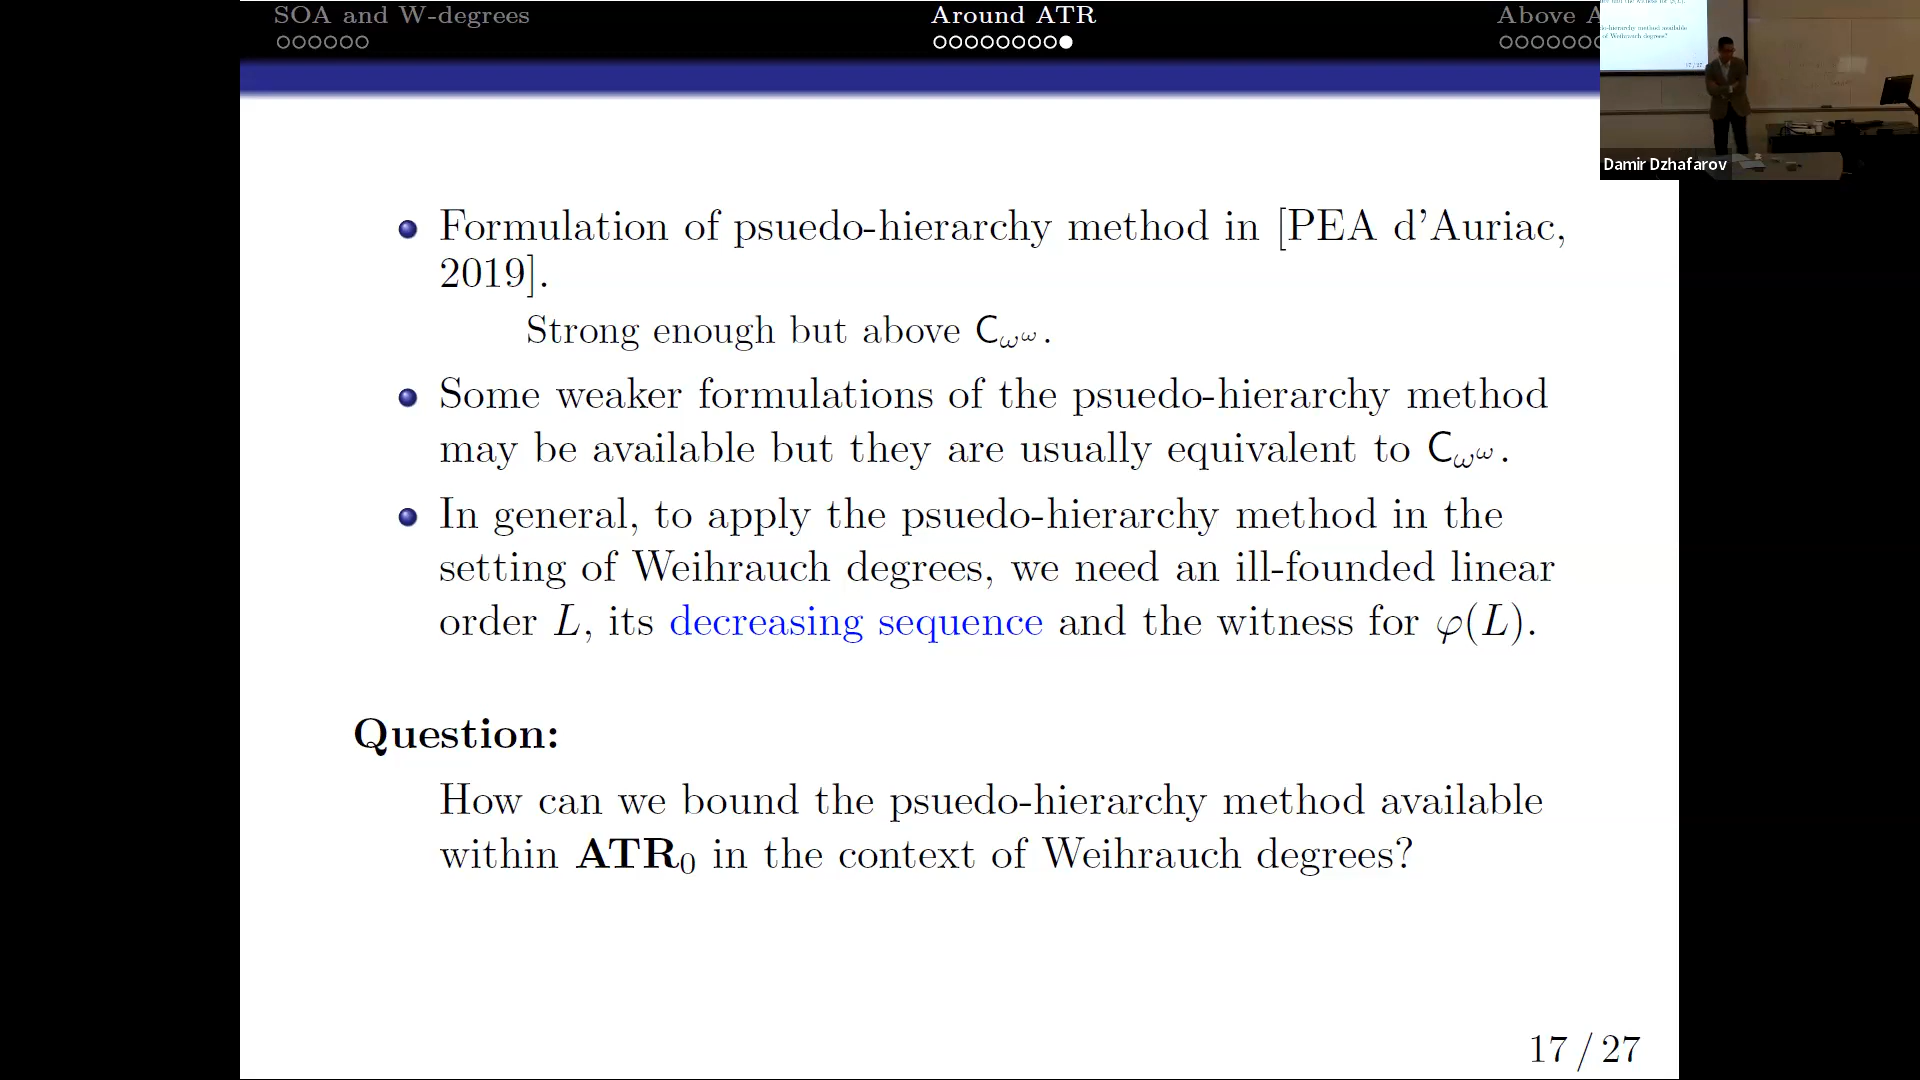 SOA and W-degrees
Around ATR
Above A
Damir Dzhafarov
Formulation of psuedo-hierarchy method in [PEA d'Auriac,
2019].
Strong enough but above C_{ω^ω}.
Some weaker formulations of the psuedo-hierarchy method
may be available but they are usually equivalent to C_{ω^ω}.
In general, to apply the psuedo-hierarchy method in the
setting of Weihrauch degrees, we need an ill-founded linear
order L, its decreasing sequence and the witness for φ(L).
Question:
How can we bound the psuedo-hierarchy method available
within ATR₀ in the context of Weihrauch degrees?
17 / 27